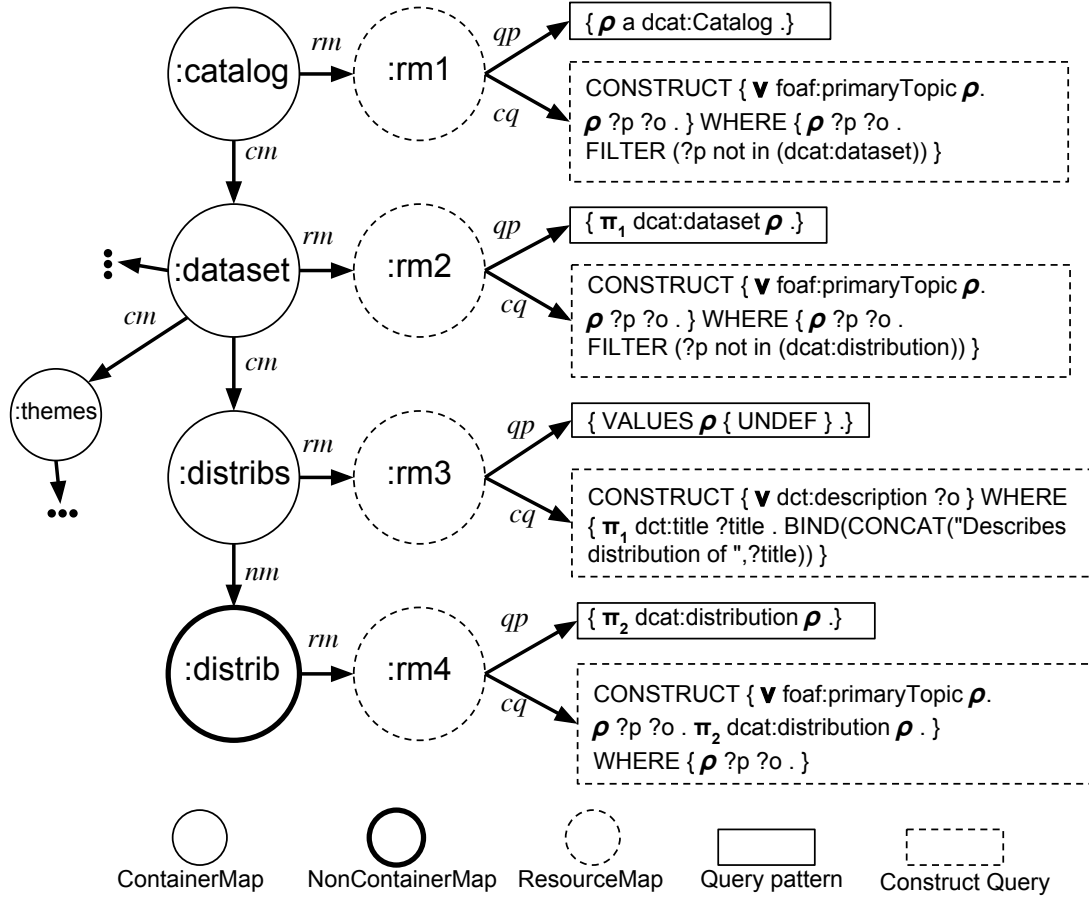 :catalog
rm
:rm1
qp
{ 𝞺 a dcat:Catalog .}
cq
CONSTRUCT { 𝝼 foaf:primaryTopic 𝞺.
𝞺 ?p ?o . } WHERE { 𝞺 ?p ?o .
FILTER (?p not in (dcat:dataset)) }
cm
:dataset
rm
:rm2
qp
{ 𝝅1 dcat:dataset 𝞺 .}
cq
CONSTRUCT { 𝝼 foaf:primaryTopic 𝞺.
𝞺 ?p ?o . } WHERE { 𝞺 ?p ?o .
FILTER (?p not in (dcat:distribution)) }
cm
cm
:themes
:distribs
rm
:rm3
qp
{ VALUES 𝞺 { UNDEF } .}
cq
CONSTRUCT { 𝝼 dct:description ?o } WHERE
{ 𝝅1 dct:title ?title . BIND(CONCAT("Describes
distribution of ",?title)) }
nm
:distrib
rm
:rm4
qp
{ 𝝅2 dcat:distribution 𝞺 .}
cq
CONSTRUCT { 𝝼 foaf:primaryTopic 𝞺.
𝞺 ?p ?o . 𝝅2 dcat:distribution 𝞺 . }
WHERE { 𝞺 ?p ?o . }
ContainerMap
NonContainerMap
ResourceMap
Query pattern
Construct Query